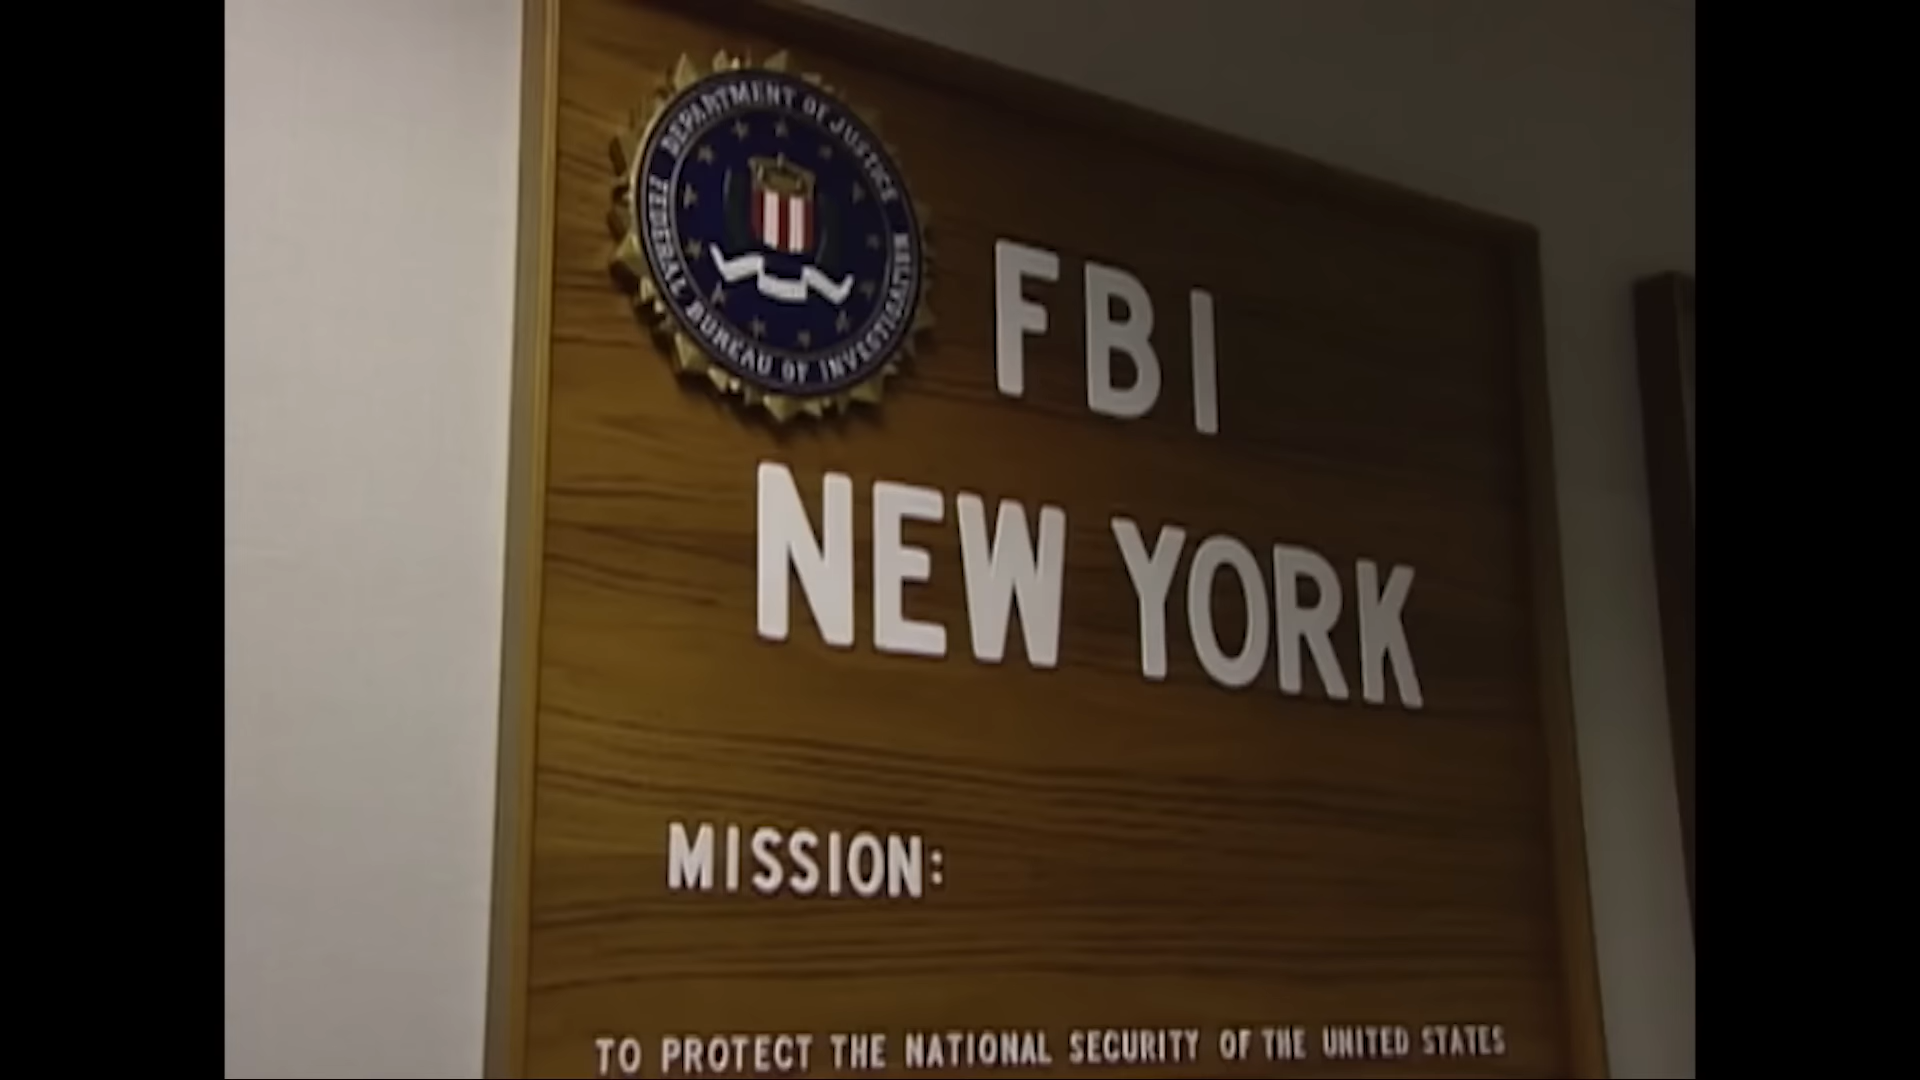 DEPARTMENT OF JUSTICE
FEDERAL BUREAU OF INVESTIGATION
FBI
NEW YORK
MISSION:
TO PROTECT THE NATIONAL SECURITY OF THE UNITED STATES